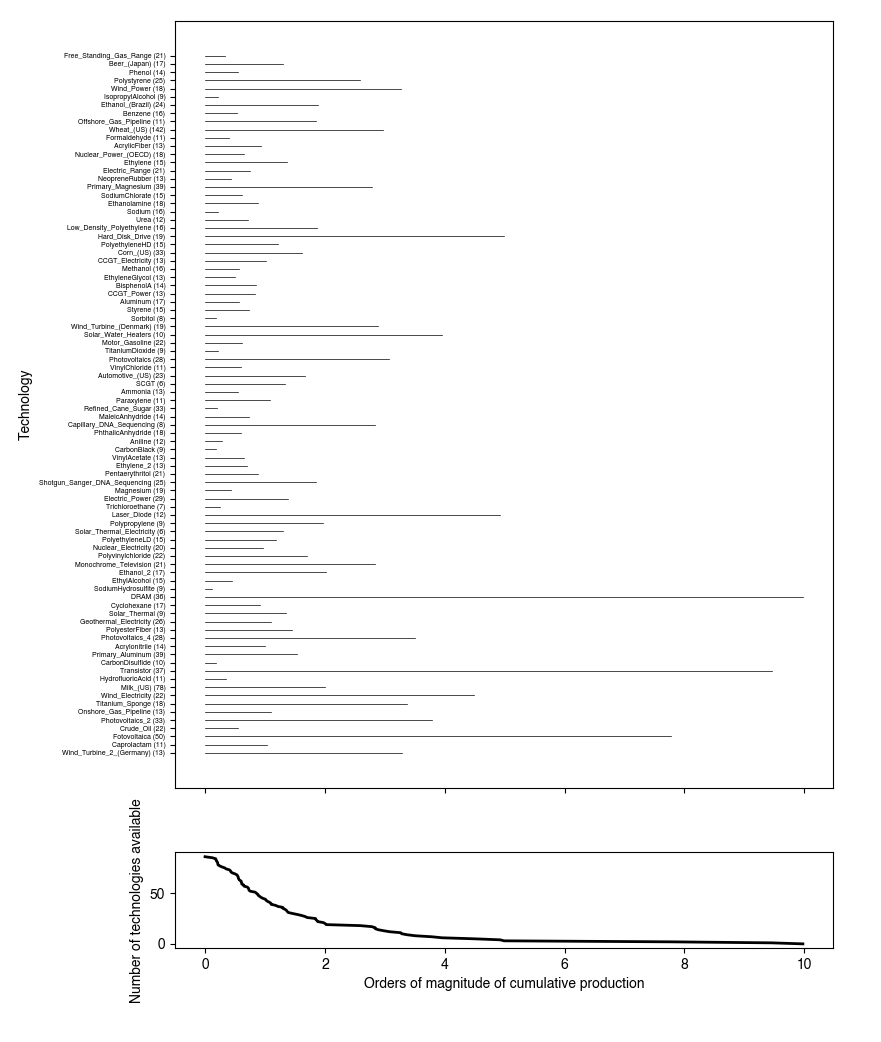 Free_Standing_Gas_Range (21)
Beer_(Japan) (17)
Phenol (14)
Polystyrene (25)
Wind_Power (18)
IsopropylAlcohol (9)
Ethanol_(Brazil) (24)
Benzene (16)
Offshore_Gas_Pipeline (11)
Wheat_(US) (142)
Formaldehyde (11)
AcrylicFiber (13)
Nuclear_Power_(OECD) (18)
Ethylene (15)
Electric_Range (21)
NeopreneRubber (13)
Primary_Magnesium (39)
SodiumChlorate (15)
Ethanolamine (18)
Sodium (16)
Urea (12)
Low_Density_Polyethylene (16)
Hard_Disk_Drive (19)
PolyethyleneHD (15)
Corn_(US) (33)
CCGT_Electricity (13)
Methanol (16)
EthyleneGlycol (13)
BisphenolA (14)
CCGT_Power (13)
Aluminum (17)
Styrene (15)
Sorbitol (8)
Wind_Turbine_(Denmark) (19)
Solar_Water_Heaters (10)
Motor_Gasoline (22)
TitaniumDioxide (9)
Photovoltaics (28)
VinylChloride (11)
Automotive_(US) (23)
SCGT (6)
Ammonia (13)
Paraxylene (11)
Refined_Cane_Sugar (33)
MaleicAnhydride (14)
Capillary_DNA_Sequencing (8)
PhthalicAnhydride (18)
Aniline (12)
CarbonBlack (9)
VinylAcetate (13)
Ethylene_2 (13)
Pentaerythritol (21)
Shotgun_Sanger_DNA_Sequencing (25)
Magnesium (19)
Electric_Power (29)
Trichloroethane (7)
Laser_Diode (12)
Polypropylene (9)
Solar_Thermal_Electricity (6)
PolyethyleneLD (15)
Nuclear_Electricity (20)
Polyvinylchloride (22)
Monochrome_Television (21)
Ethanol_2 (17)
EthylAlcohol (15)
SodiumHydrosulfite (9)
DRAM (36)
Cyclohexane (17)
Solar_Thermal (9)
Geothermal_Electricity (26)
PolyesterFiber (13)
Photovoltaics_4 (28)
Acrylonitrile (14)
Primary_Aluminum (39)
CarbonDisulfide (10)
Transistor (37)
HydrofluoricAcid (11)
Milk_(US) (78)
Wind_Electricity (22)
Titanium_Sponge (18)
Onshore_Gas_Pipeline (13)
Photovoltaics_2 (33)
Crude_Oil (22)
Fotovoltaica (50)
Caprolactam (11)
Wind_Turbine_2_(Germany) (13)
Technology
Number of technologies available
50
0
0 2 4 6 8 10
Orders of magnitude of cumulative production